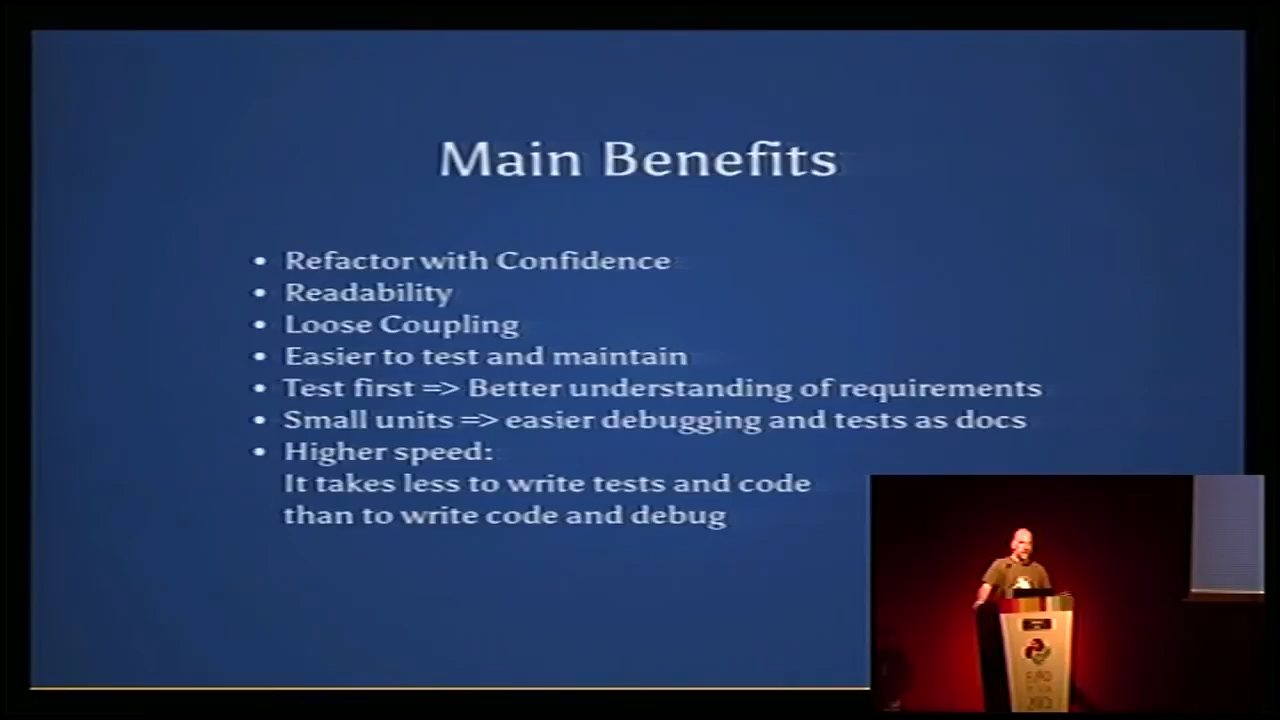 Main Benefits
• Refactor with Confidence
• Readability
• Loose Coupling
• Easier to test and maintain
• Test first => Better understanding of requirements
• Small units => easier debugging and tests as docs
• Higher speed:
It takes less to write tests and code
than to write code and debug